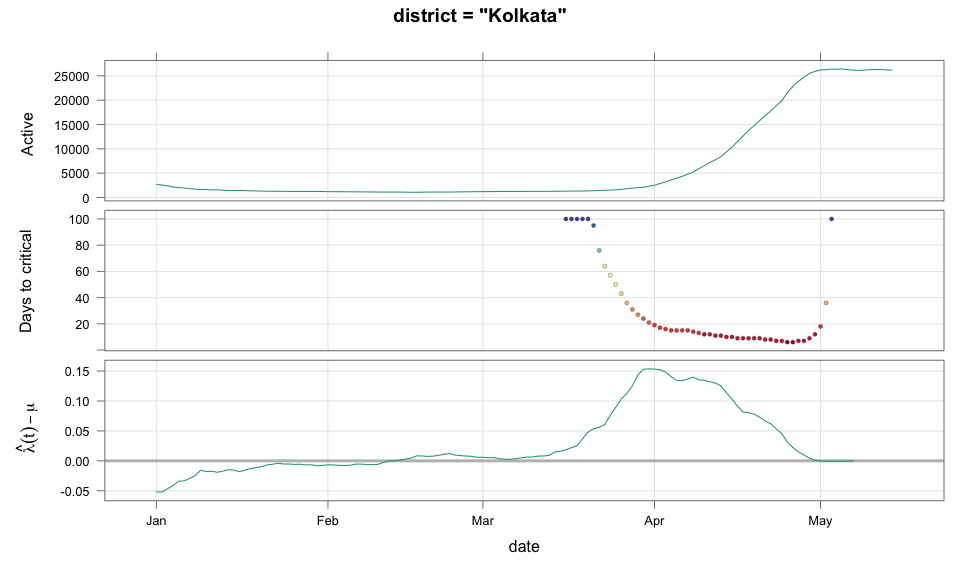 district = "Kolkata"
Active
25000
20000
15000
10000
5000
0
Days to critical
100
80
60
40
20
λ̂(t) − μ
0.15
0.10
0.05
0.00
-0.05
Jan Feb Mar Apr May
date